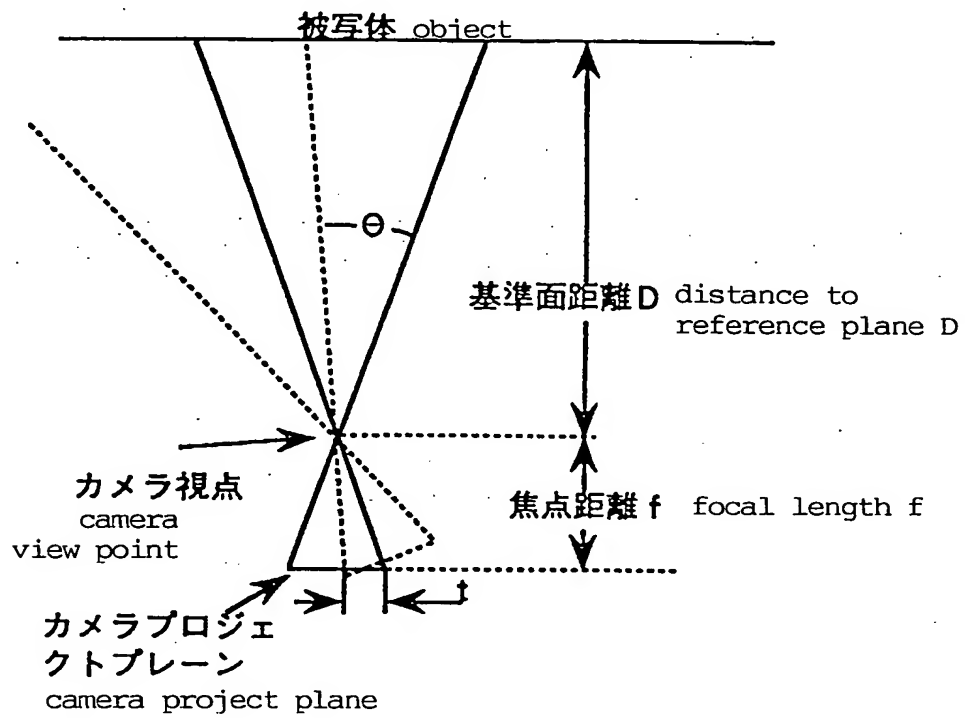 被写体 object
θ
基準面距離D distance to
reference plane D
カメラ視点
camera
view point
焦点距離f focal length f
t
カメラプロジェ
クトプレーン
camera project plane